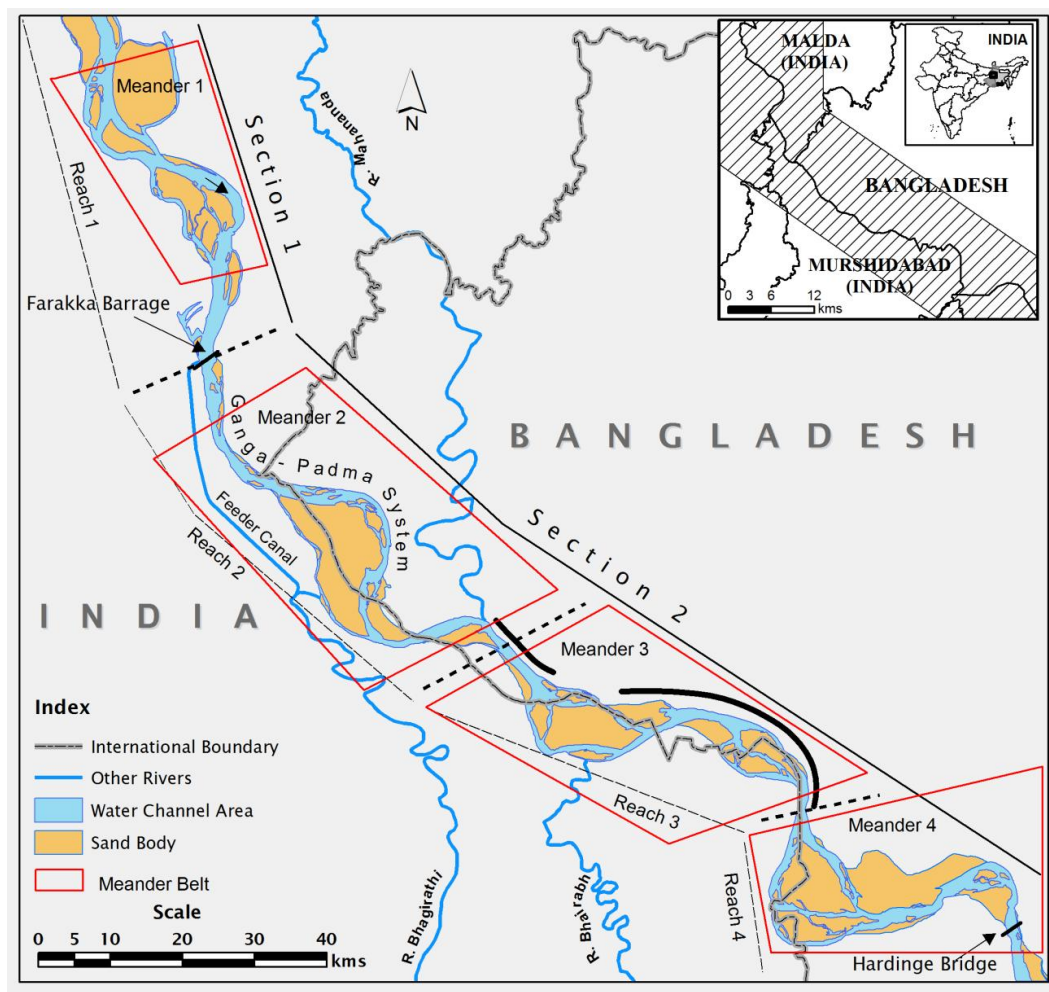 Meander 1
Section 1
Reach 1
N
R. Mahananda
MALDA
(INDIA)
INDIA
BANGLADESH
MURSHIDABAD
(INDIA)
0 3 6 12
kms
Farakka Barrage
Meander 2
Ganga - Padma System
BANGLADESH
Feeder Canal
Reach 2
Section 2
INDIA
Meander 3
Reach 3
Meander 4
Reach 4
R. Bhagirathi
R. Bhairabh
Hardinge Bridge
Index
International Boundary
Other Rivers
Water Channel Area
Sand Body
Meander Belt
Scale
0 5 10 20 30 40
kms